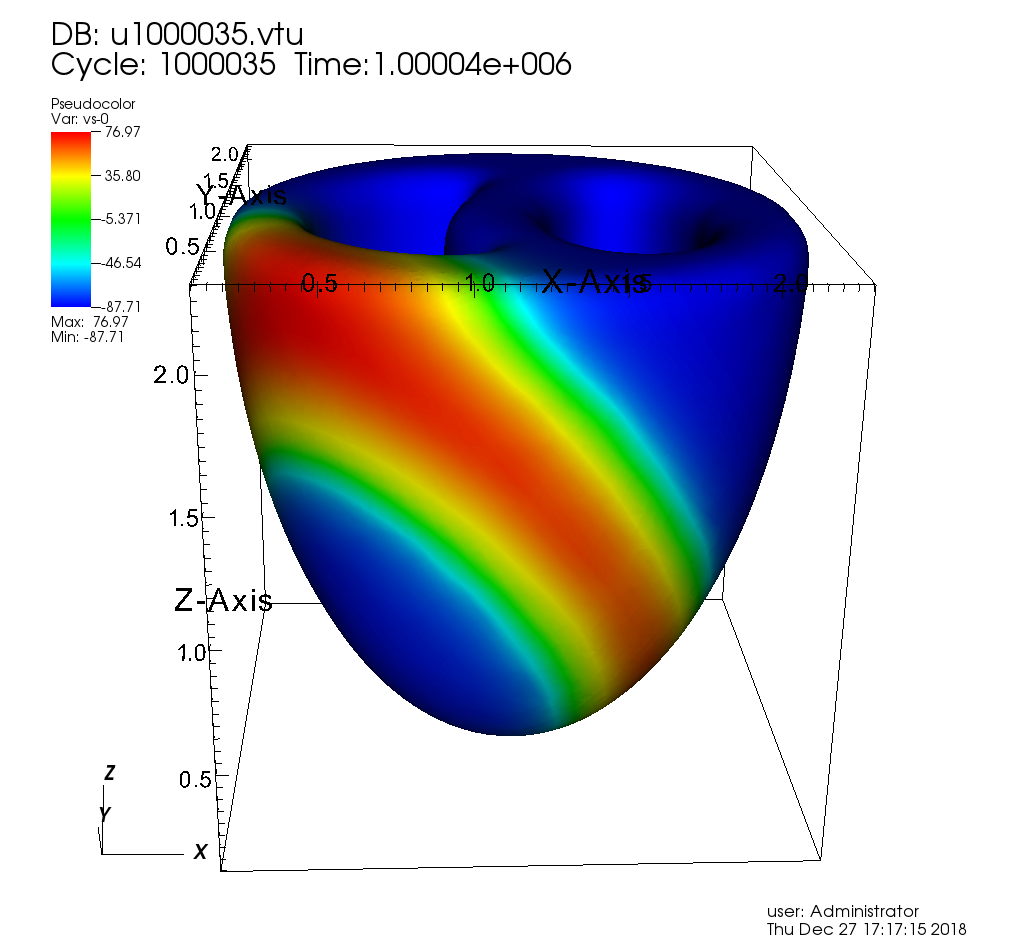 DB: u1000035.vtu
Cycle: 1000035 Time:1.00004e+006
Pseudocolor
Var: vs-0
76.97
35.80
-5.371
-46.54
-87.71
Max: 76.97
Min: -87.71
2.0
1.5
Y-Axis
1.0
0.5
0.5
1.0
X-Axis
2.0
2.0
1.5
Z-Axis
1.0
0.5
Z
Y
X
user: Administrator
Thu Dec 27 17:17:15 2018